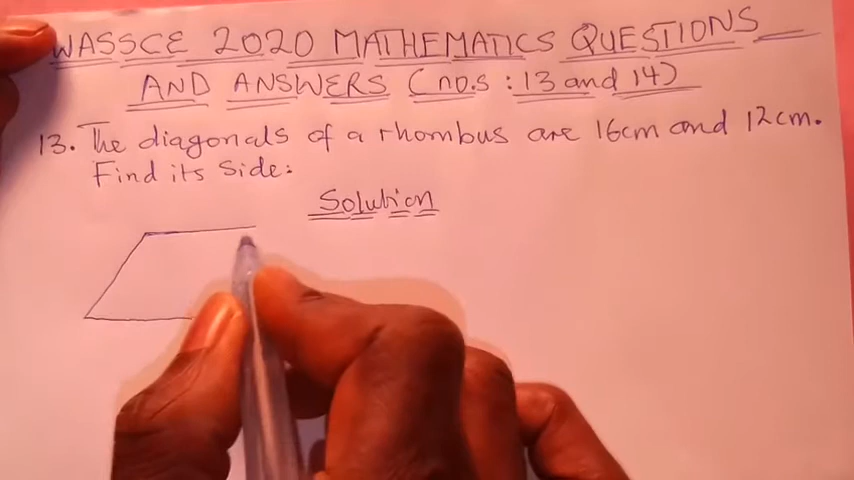 WASSCE 2020 MATHEMATICS QUESTIONS
AND ANSWERS (nos: 13 and 14)
13. The diagonals of a rhombus are 16cm and 12cm.
Find its side:
Solution